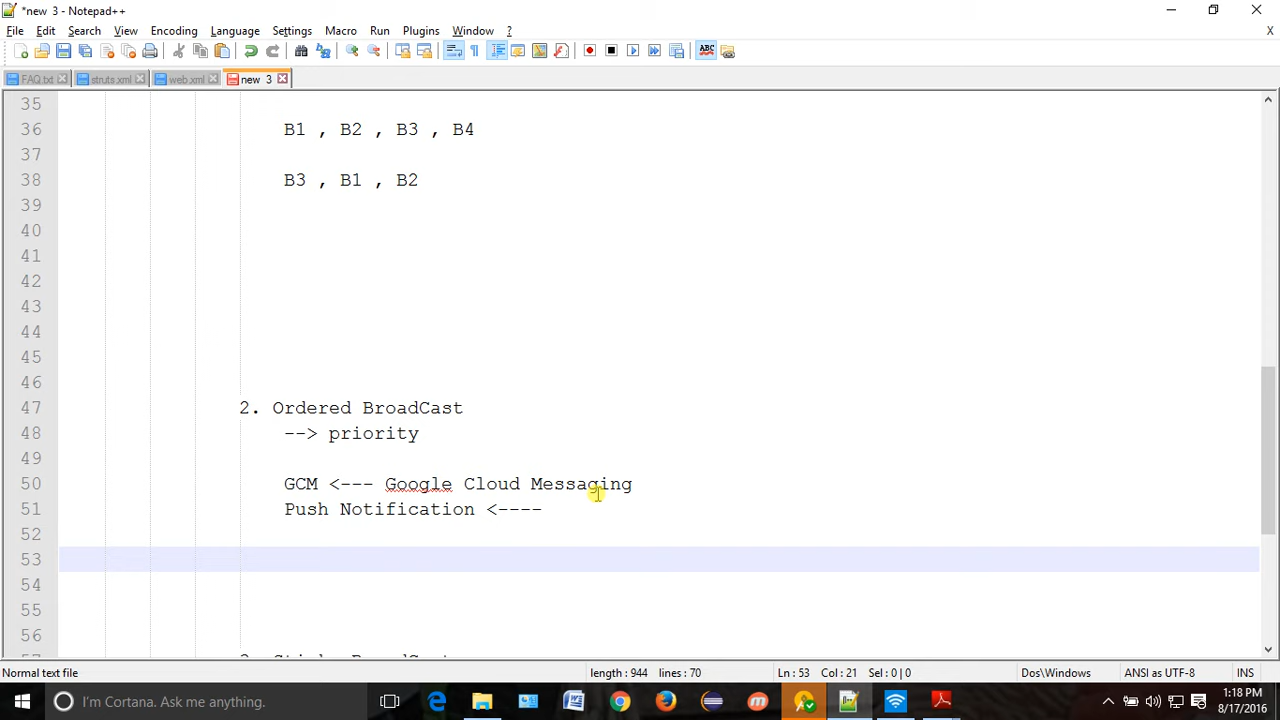 *new 3 - Notepad++
File Edit Search View Encoding Language Settings Macro Run Plugins Window ? X
FAQ.txt struts.xml web.xml new 3
35
36 B1 , B2 , B3 , B4
37
38 B3 , B1 , B2
39
40
41
42
43
44
45
46
47 2. Ordered BroadCast
48 --> priority
49
50 GCM <--- Google Cloud Messaging
51 Push Notification <----
52
53
54
55
56
Normal text file length : 944 lines : 70 Ln : 53 Col : 21 Sel : 0 | 0 Dos\Windows ANSI as UTF-8 INS
I'm Cortana. Ask me anything. 1:18 PM
8/17/2016